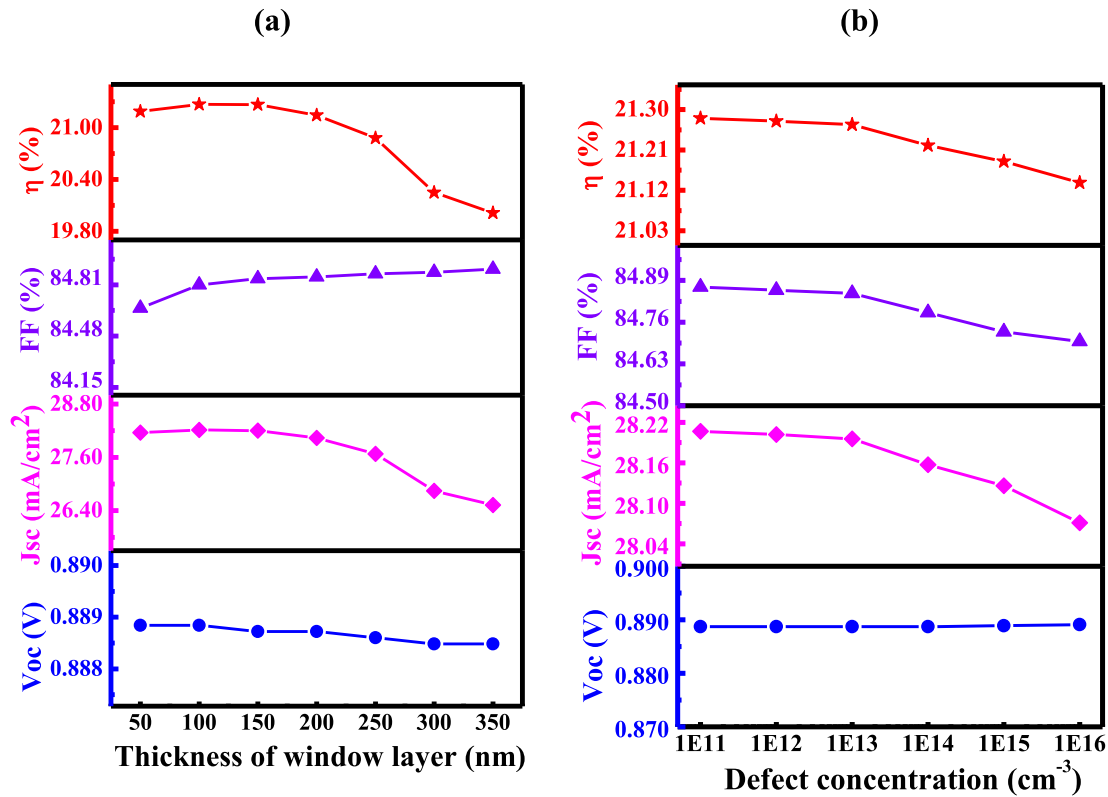 (a)
η (%)
21.00
20.40
19.80
FF (%)
84.81
84.48
84.15
Jsc (mA/cm²)
28.80
27.60
26.40
Voc (V)
0.890
0.889
0.888
50 100 150 200 250 300 350
Thickness of window layer (nm)
(b)
η (%)
21.30
21.21
21.12
21.03
FF (%)
84.89
84.76
84.63
84.50
Jsc (mA/cm²)
28.22
28.16
28.10
28.04
Voc (V)
0.900
0.890
0.880
0.870
1E11 1E12 1E13 1E14 1E15 1E16
Defect concentration (cm⁻³)